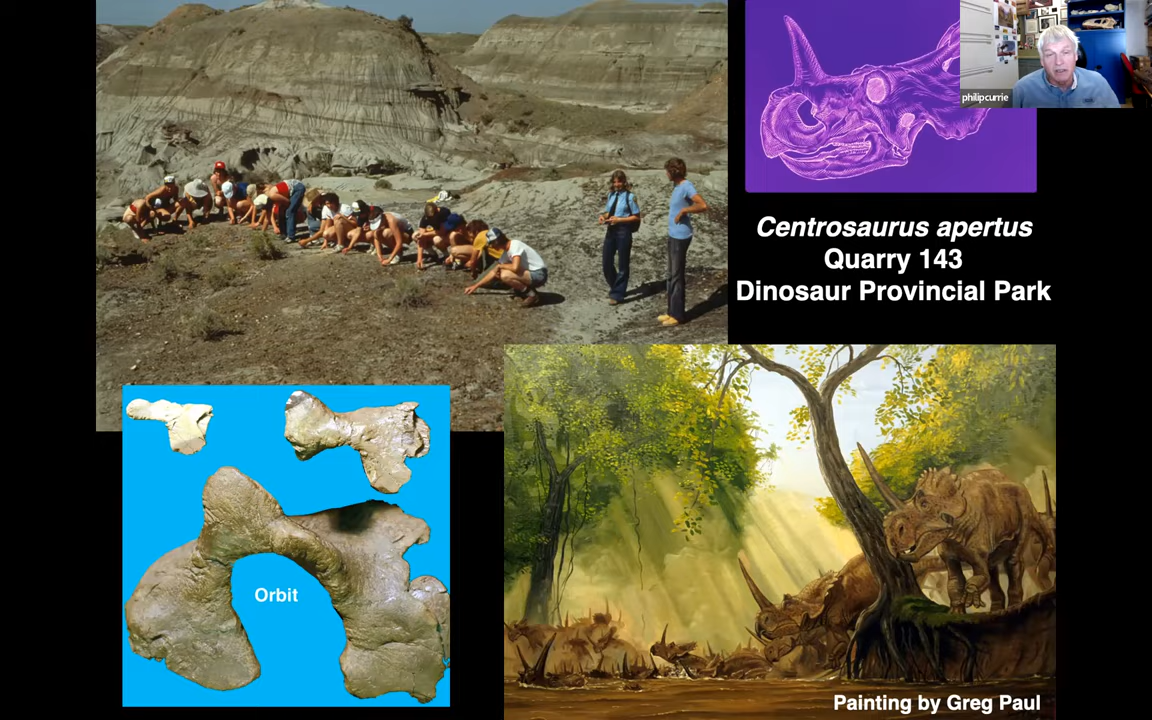 philipcurrie
Centrosaurus apertus
Quarry 143
Dinosaur Provincial Park
Orbit
Painting by Greg Paul